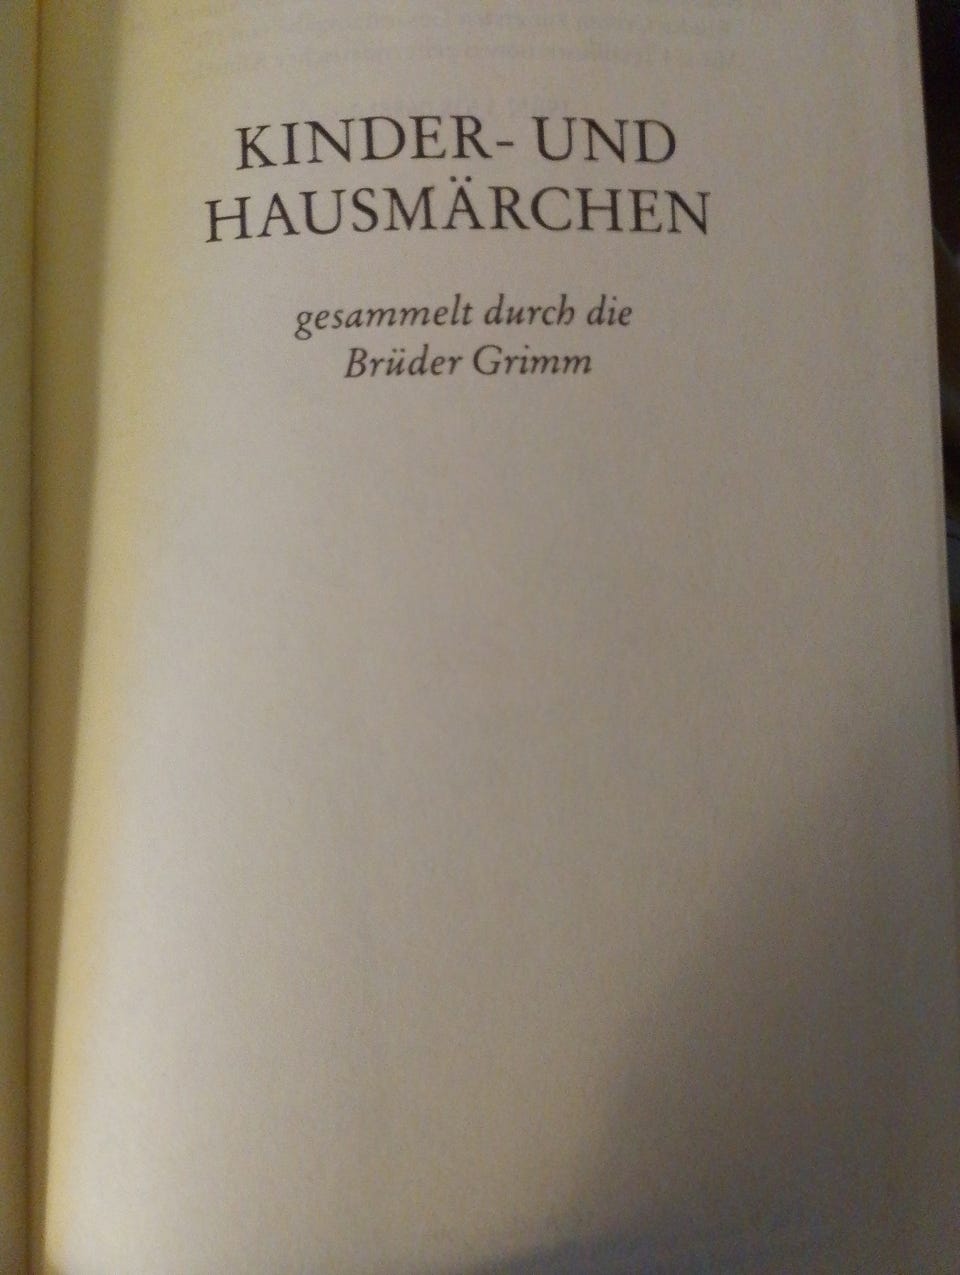 KINDER- UND
HAUSMÄRCHEN
gesammelt durch die
Brüder Grimm